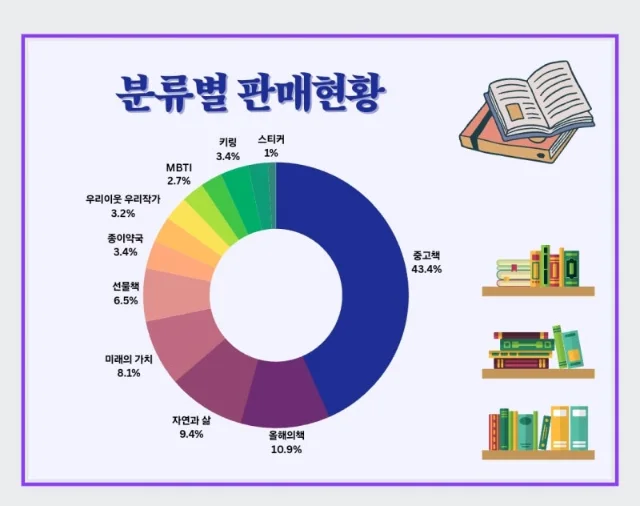 분류별 판매현황
스티커
1%
키링
3.4%
MBTI
2.7%
우리이웃 우리작가
3.2%
종이약국
3.4%
선물책
6.5%
미래의 가치
8.1%
자연과 삶
9.4%
올해의책
10.9%
중고책
43.4%